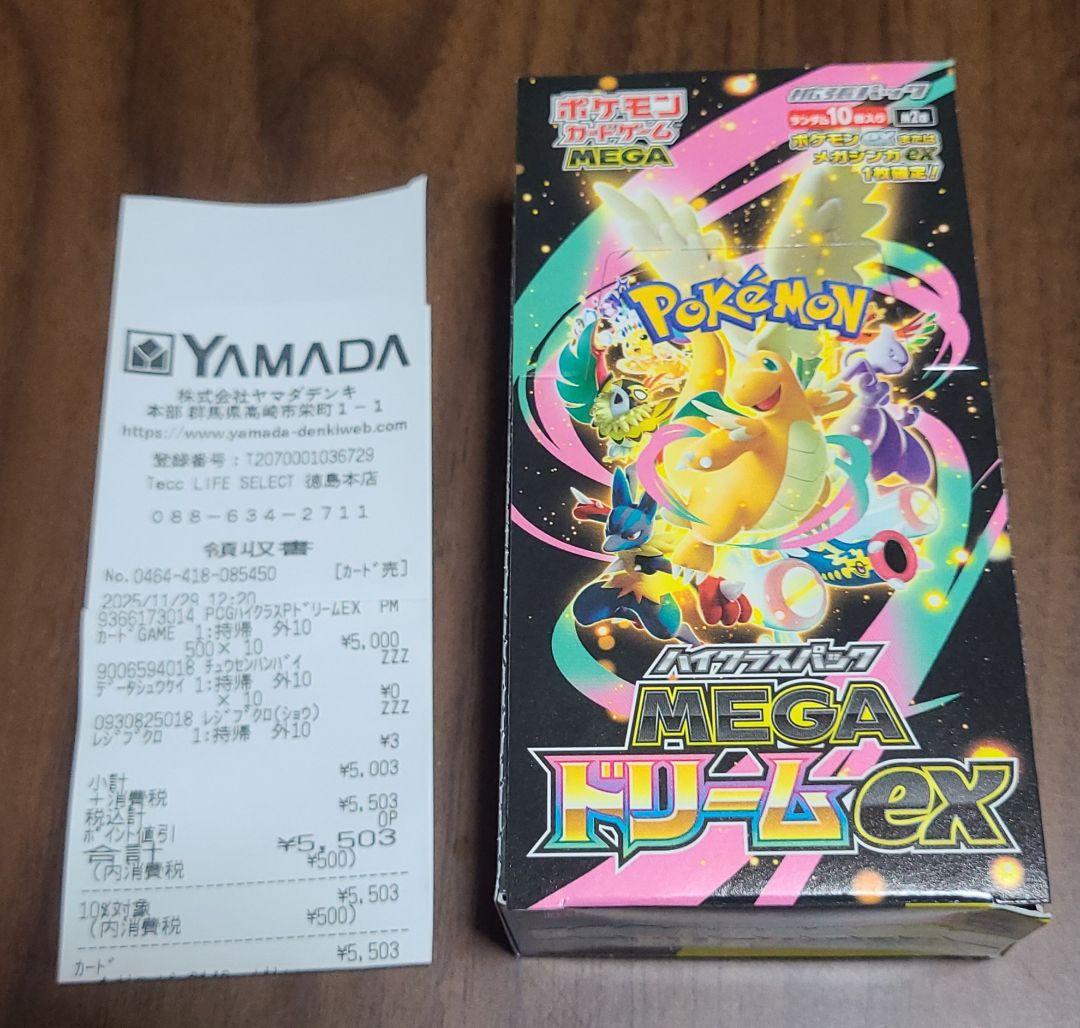 YAMADA
株式会社ヤマダデンキ
本部 群馬県高崎市栄町1-1
https://www.yamada-denkiweb.com
登録番号:T2070001036729
Tecc LIFE SELECT 徳島本店
088-634-2711
領収書
No.0464-418-085450 [カード売]
2025/11/29 12:20
9366173014 PCGハイクラスPドリームEX PM
カードGAME 1:持帰 外10
500× 10 ¥5,000
9006594018 チュウセンハンバイ ZZZ
データシュウケイ 1:持帰 外10
× 10 ¥0
0930825018 レジブクロ(ショウ) ZZZ
レジブクロ 1:持帰 外10
¥3
小計 ¥5,003
+消費税
税込計 ¥5,503
ポイント値引 0P
合計 ¥5,503
(内消費税 ¥500)
10%対象 ¥5,503
(内消費税 ¥500)
カード ¥5,503
ポケモン
カードゲーム
MEGA
ランダム10枚入り
ポケモンexまたは
メガシンカex
1枚確定!
POKéMON
ハイクラスパック
MEGA
ドリームex